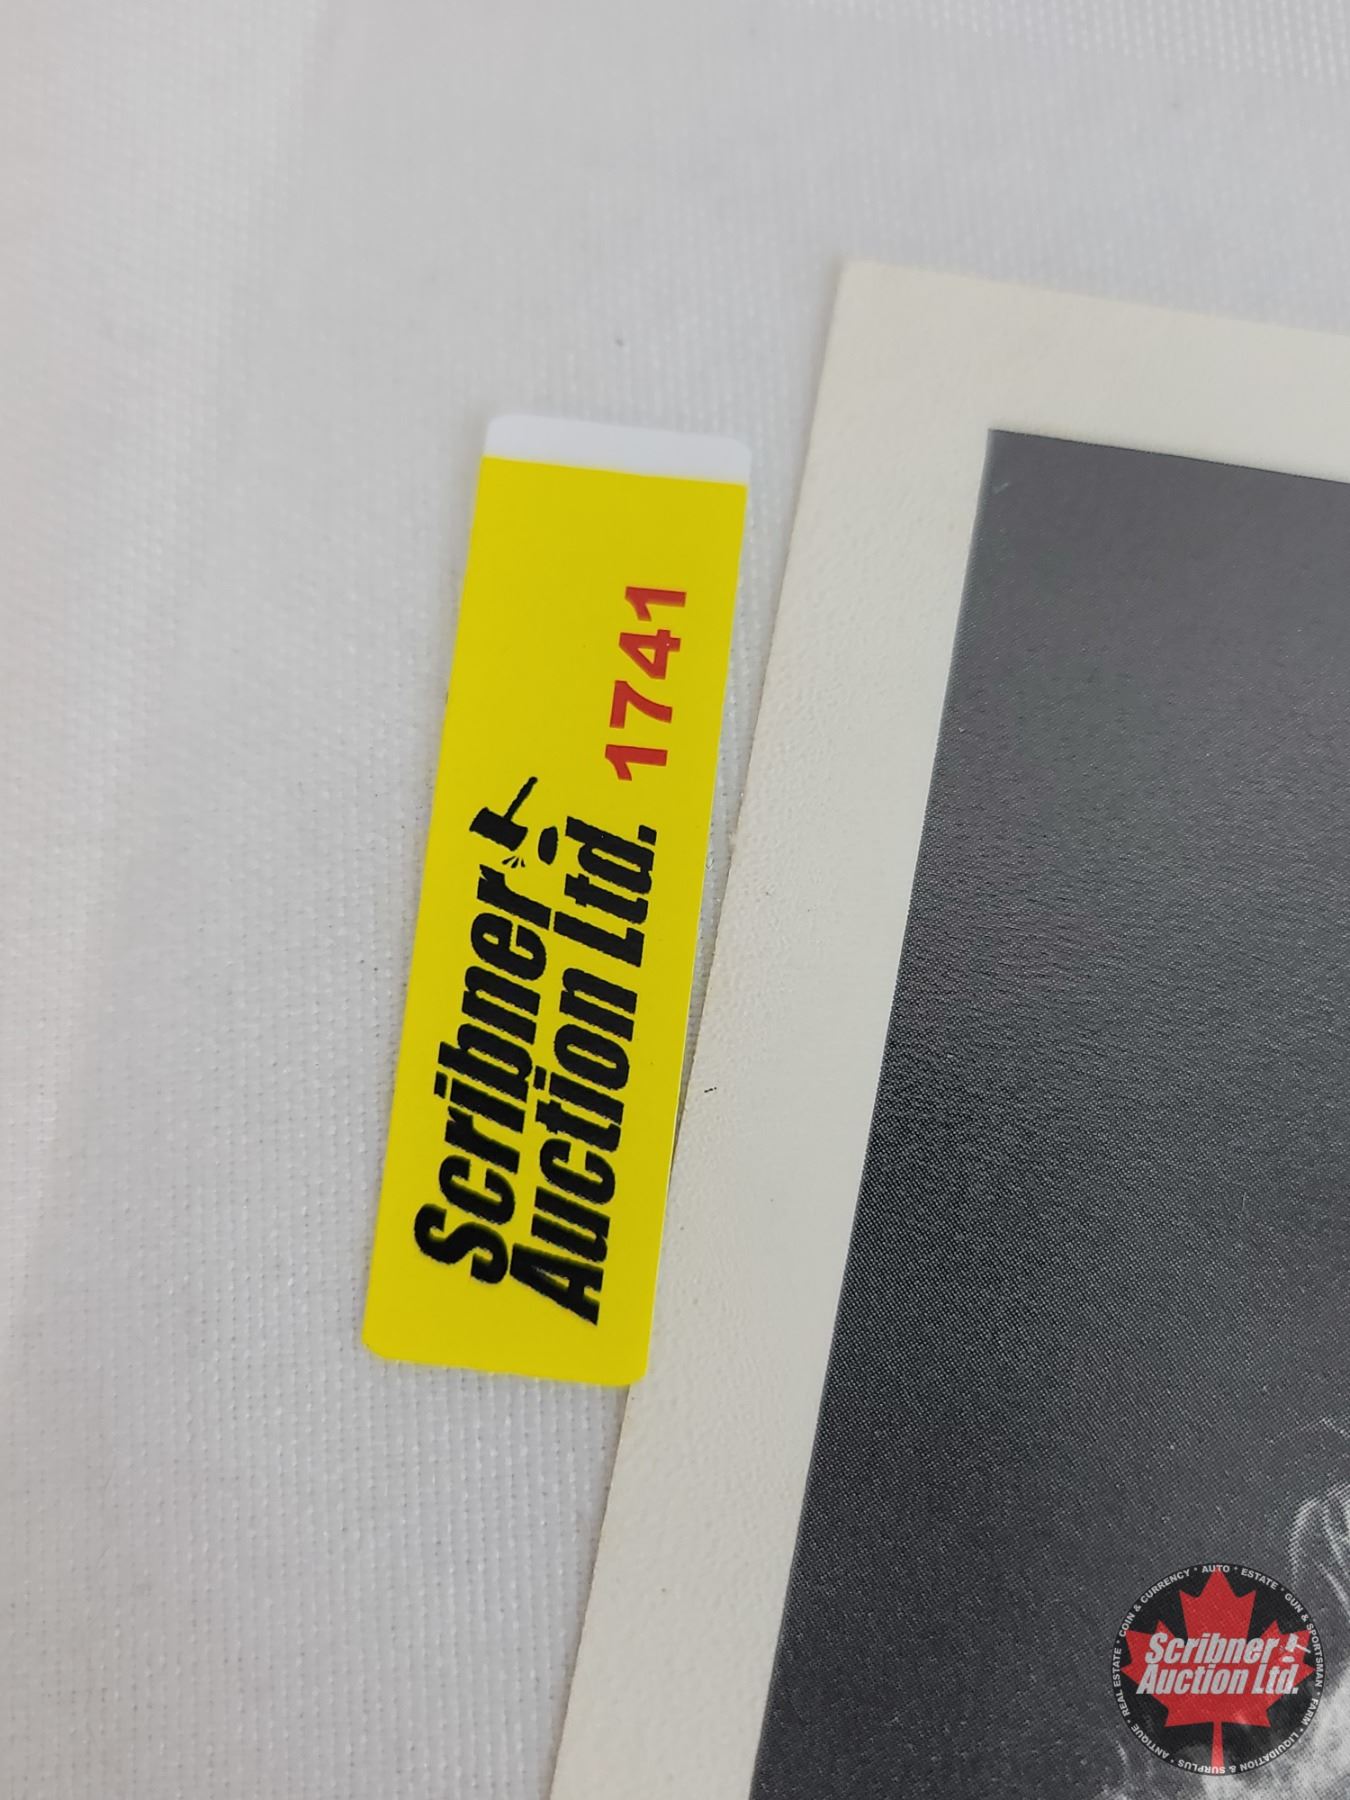 Scribner
Auction Ltd. 1741
COIN & CURRENCY • AUTO • ESTATE • GUN & SPORTSMAN • FARM • LIQUIDATION & SURPLUS • ANTIQUE • REAL ESTATE •
Scribner
Auction Ltd.